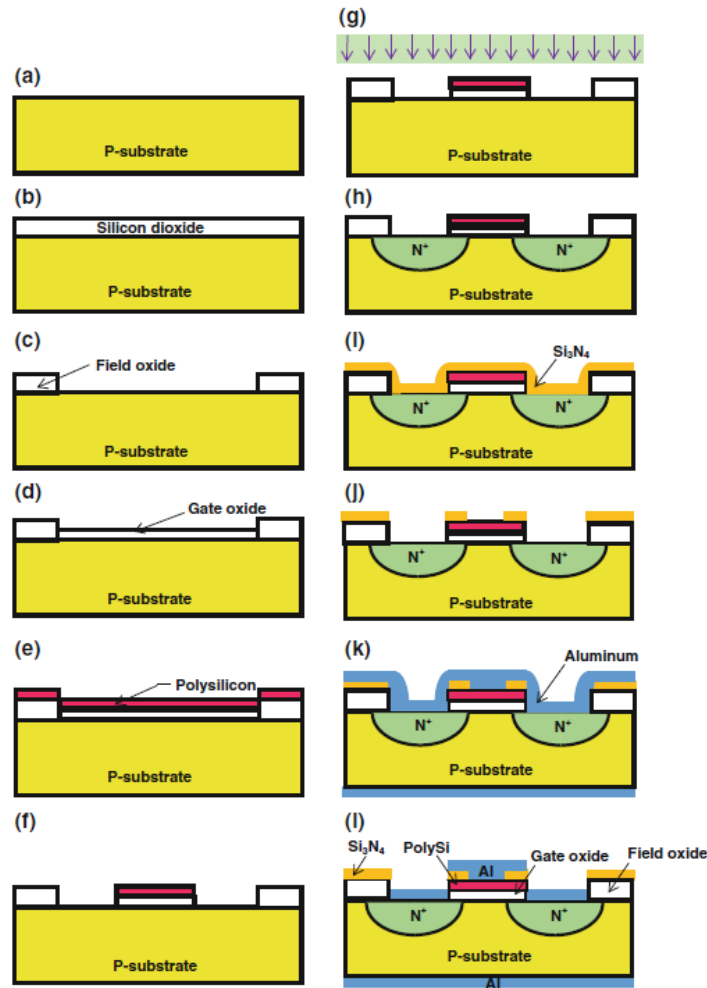 (a)
P-substrate
(b)
Silicon dioxide
P-substrate
(c)
Field oxide
P-substrate
(d)
Gate oxide
P-substrate
(e)
Polysilicon
P-substrate
(f)
P-substrate
(g)
P-substrate
(h)
N⁺ N⁺
P-substrate
(I)
Si₃N₄
N⁺ N⁺
P-substrate
(j)
N⁺ N⁺
P-substrate
(k)
Aluminum
N⁺ N⁺
P-substrate
(l)
Si₃N₄ PolySi Gate oxide Field oxide
Al
N⁺ N⁺
P-substrate
Al